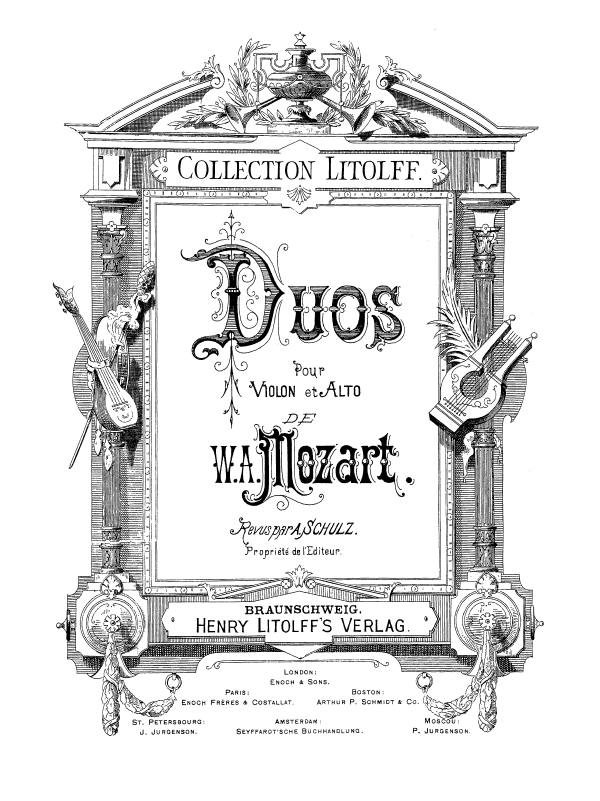 COLLECTION LITOLFF.
DUOS
POUR
VIOLON et ALTO
DE
W.A. Mozart.
Revus par A. SCHULZ.
Propriété de l'Editeur.
BRAUNSCHWEIG.
HENRY LITOLFF'S VERLAG.
LONDON:
ENOCH & SONS.
PARIS: BOSTON:
ENOCH FRÈRES & COSTALLAT. ARTHUR P. SCHMIDT & CO.
ST. PETERSBOURG: AMSTERDAM: MOSCOU:
J. JURGENSON. SEYFFARDT'SCHE BUCHHANDLUNG. P. JURGENSON.